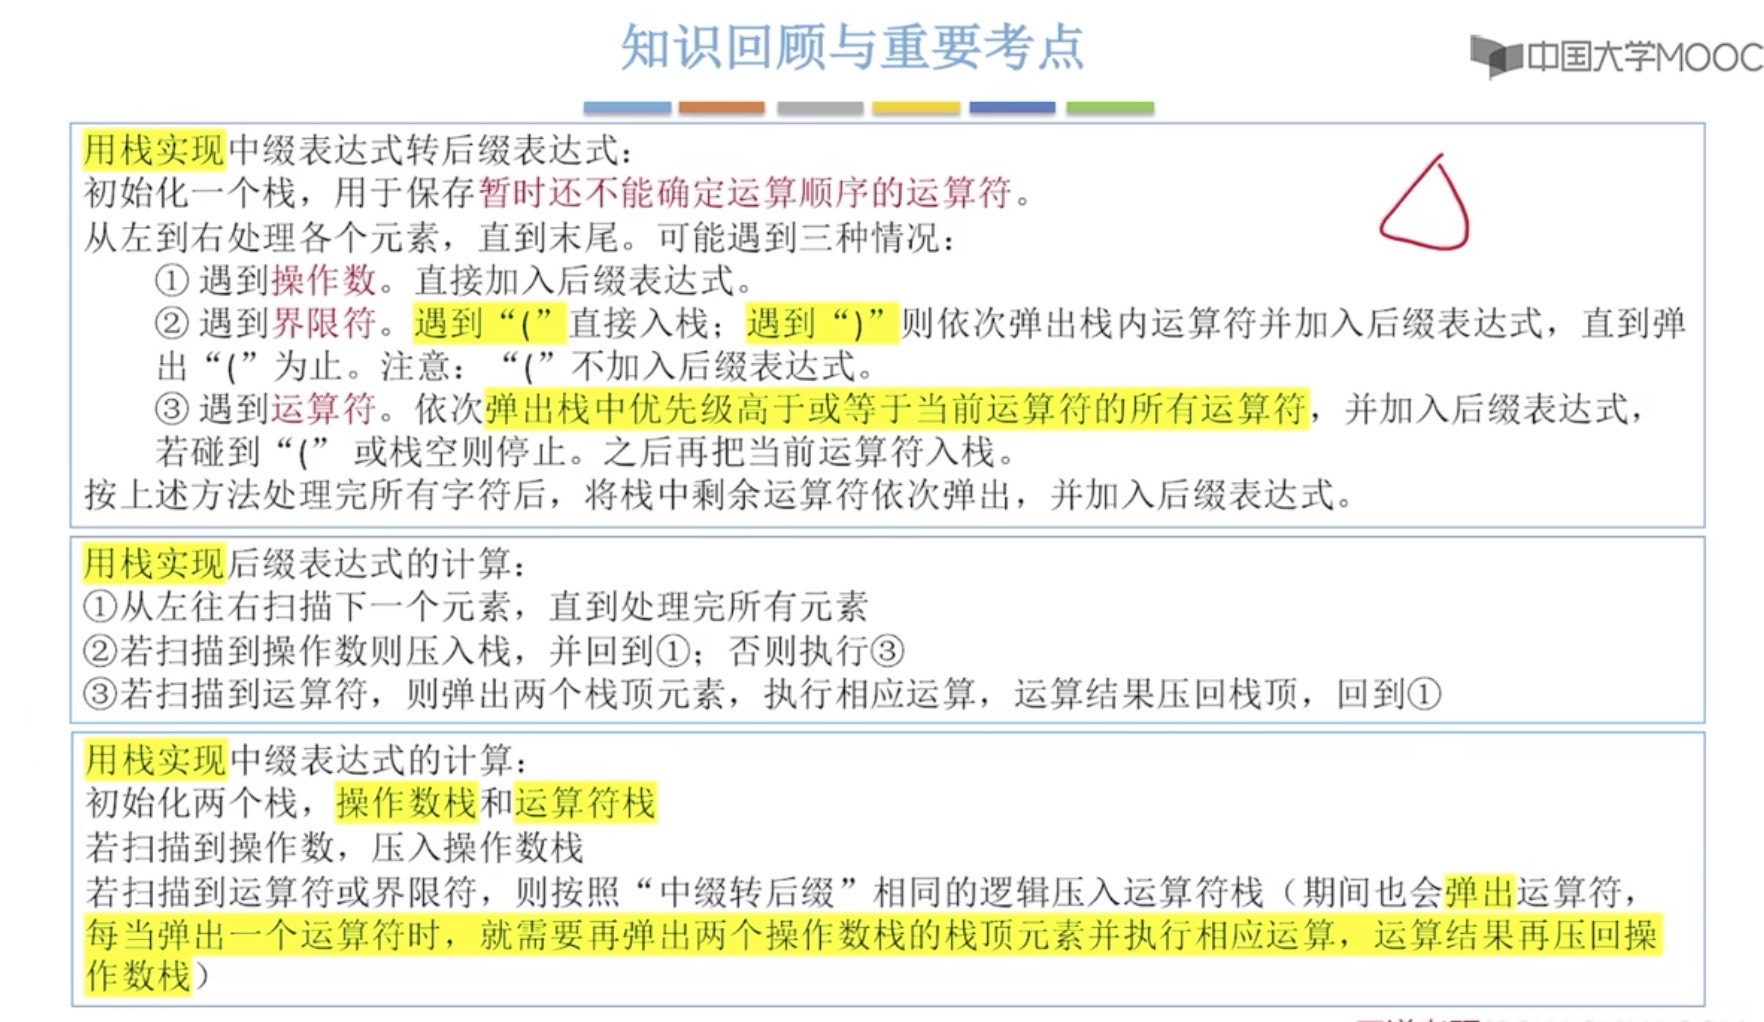 知识回顾与重要考点
中国大学MOOC
用栈实现中缀表达式转后缀表达式：
初始化一个栈，用于保存暂时还不能确定运算顺序的运算符。
从左到右处理各个元素，直到末尾。可能遇到三种情况：
① 遇到操作数。直接加入后缀表达式。
② 遇到界限符。遇到“(”直接入栈；遇到“)”则依次弹出栈内运算符并加入后缀表达式，直到弹
出“(”为止。注意：“(”不加入后缀表达式。
③ 遇到运算符。依次弹出栈中优先级高于或等于当前运算符的所有运算符，并加入后缀表达式，
若碰到“(” 或栈空则停止。之后再把当前运算符入栈。
按上述方法处理完所有字符后，将栈中剩余运算符依次弹出，并加入后缀表达式。
用栈实现后缀表达式的计算：
①从左往右扫描下一个元素，直到处理完所有元素
②若扫描到操作数则压入栈，并回到①；否则执行③
③若扫描到运算符，则弹出两个栈顶元素，执行相应运算，运算结果压回栈顶，回到①
用栈实现中缀表达式的计算：
初始化两个栈，操作数栈和运算符栈
若扫描到操作数，压入操作数栈
若扫描到运算符或界限符，则按照“中缀转后缀”相同的逻辑压入运算符栈（期间也会弹出运算符，
每当弹出一个运算符时，就需要再弹出两个操作数栈的栈顶元素并执行相应运算，运算结果再压回操
作数栈）